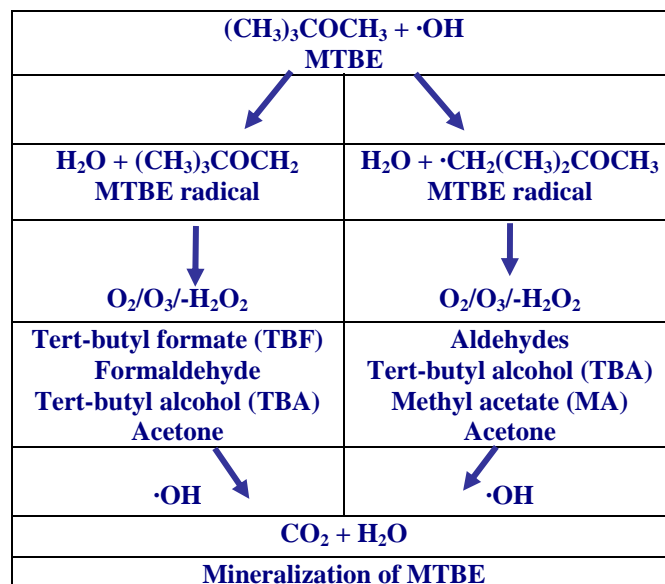 (CH₃)₃COCH₃ + ·OH
MTBE
H₂O + (CH₃)₃COCH₂
MTBE radical
H₂O + ·CH₂(CH₃)₂COCH₃
MTBE radical
O₂/O₃/-H₂O₂
O₂/O₃/-H₂O₂
Tert-butyl formate (TBF)
Formaldehyde
Tert-butyl alcohol (TBA)
Acetone
Aldehydes
Tert-butyl alcohol (TBA)
Methyl acetate (MA)
Acetone
·OH
·OH
CO₂ + H₂O
Mineralization of MTBE